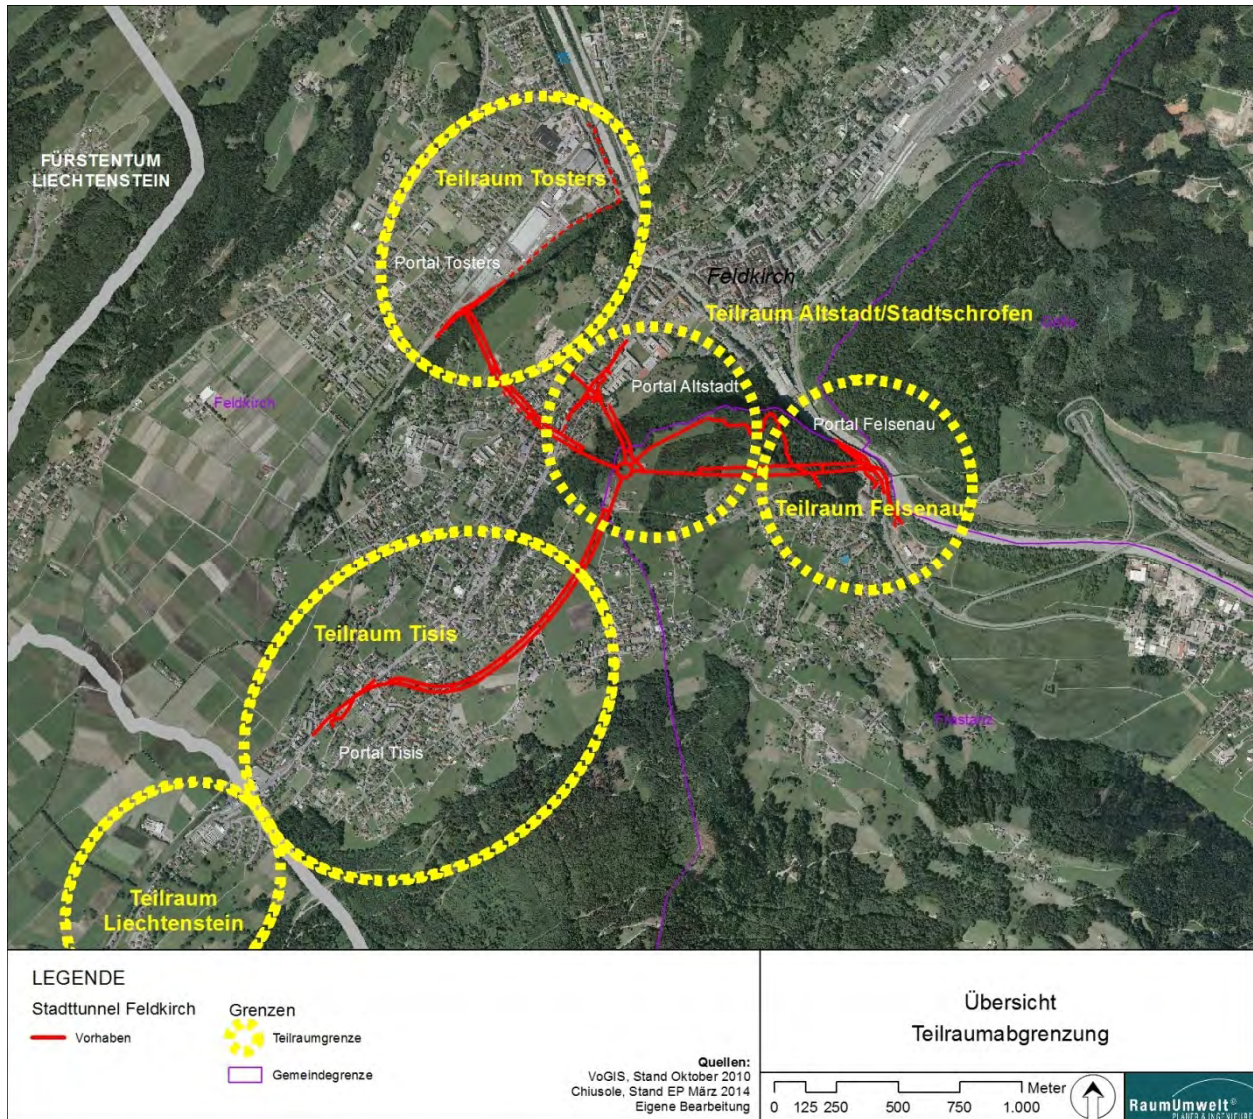 FÜRSTENTUM
LIECHTENSTEIN
Teilraum Tosters
Portal Tosters
Feldkirch
Teilraum Altstadt/Stadtschrofen
Portal Altstadt
Feldkirch
Portal Felsenau
Teilraum Felsenau
Teilraum Tisis
Portal Tisis
Teilraum
Liechtenstein
LEGENDE
Stadttunnel Feldkirch
Vorhaben
Grenzen
Teilraumgrenze
Gemeindegrenze
Quellen:
VoGIS, Stand Oktober 2010
Chiusole, Stand EP März 2014
Eigene Bearbeitung
Übersicht
Teilraumabgrenzung
Meter
0 125 250 500 750 1.000
RaumUmwelt®
PLANER & INGENIEURE